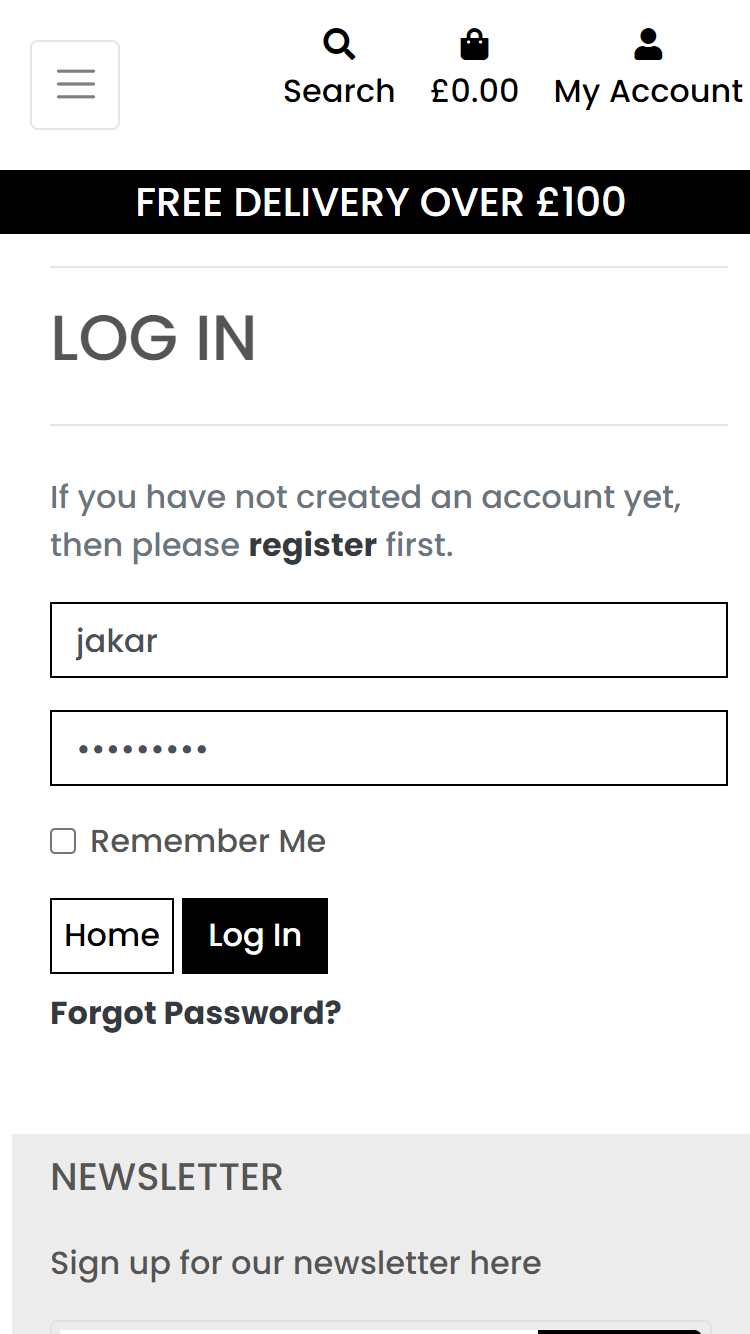 Search £0.00 My Account
FREE DELIVERY OVER £100
LOG IN
If you have not created an account yet,
then please register first.
jakar
•••••••••
Remember Me
Home Log In
Forgot Password?
NEWSLETTER
Sign up for our newsletter here